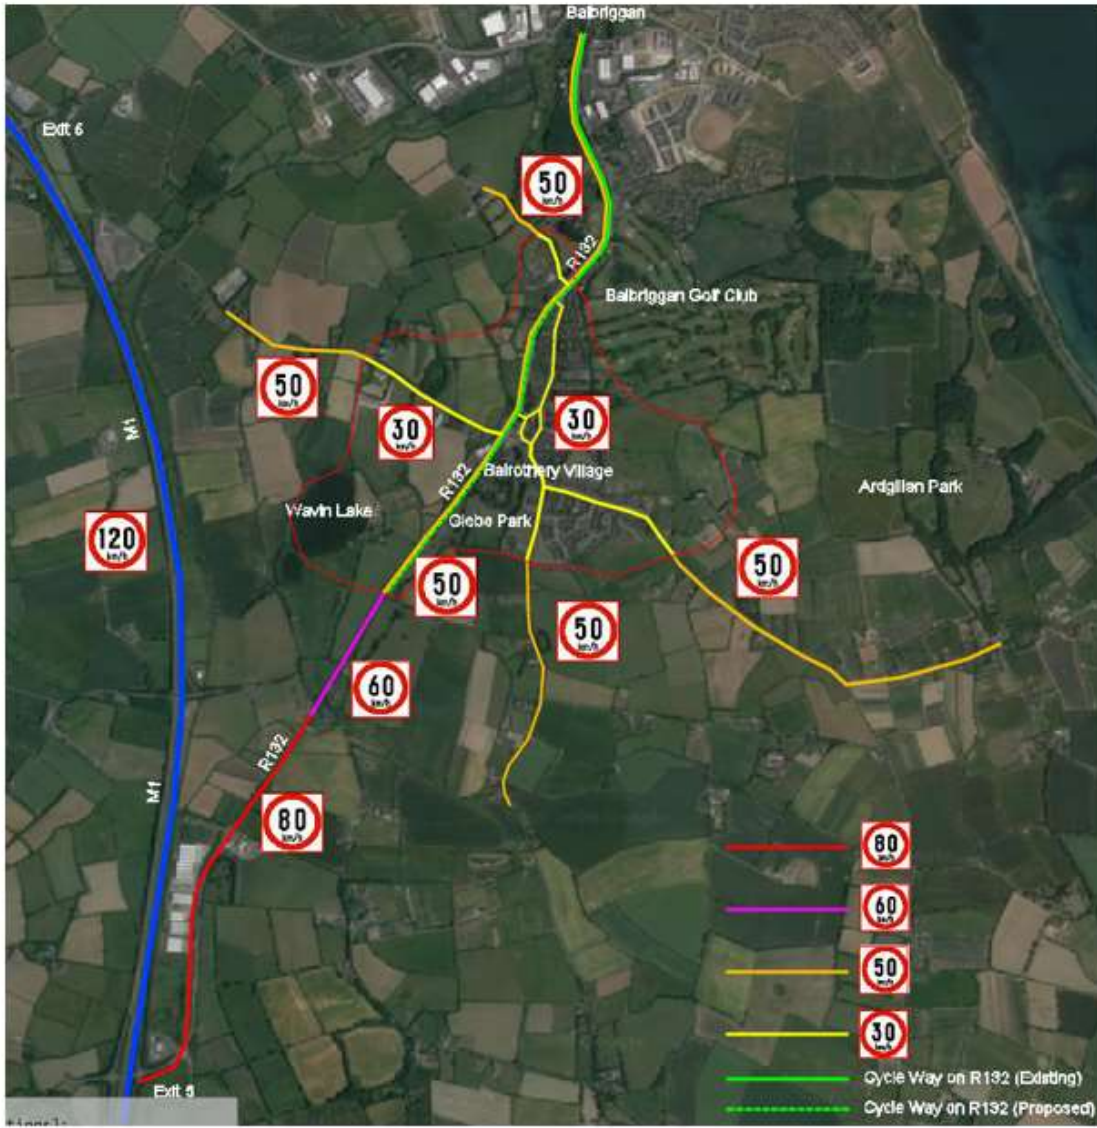 Balbriggan
Exit 6
50
km/h
R132
Balbriggan Golf Club
50
km/h
30
km/h
30
km/h
M1
R132
Balrothery Village
Ardgillan Park
Wavin Lake
Glebe Park
120
km/h
50
km/h
50
km/h
50
km/h
60
km/h
R132
M1
80
km/h
80
km/h
60
km/h
50
km/h
30
km/h
Cycle Way on R132 (Existing)
Exit 5
Cycle Way on R132 (Proposed)